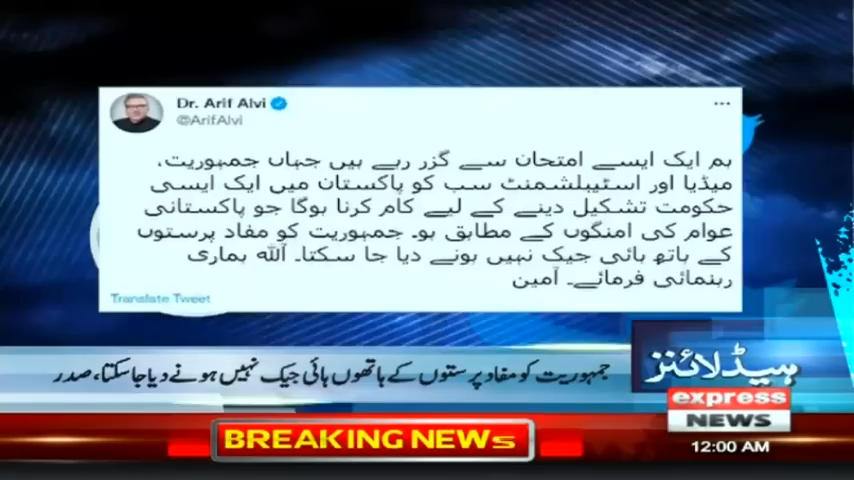 Dr. Arif Alvi
@ArifAlvi
ہم ایک ایسے امتحان سے گزر رہے ہیں جہاں جمہوریت،
میڈیا اور اسٹیبلشمنٹ سب کو پاکستان میں ایک ایسی
حکومت تشکیل دینے کے لیے کام کرنا ہوگا جو پاکستانی
عوام کی امنگوں کے مطابق ہو۔ جمہوریت کو مفاد پرستوں
کے ہاتھ ہائی جیک نہیں ہونے دیا جا سکتا۔ اللہ ہماری
رہنمائی فرمائے۔ آمین
Translate Tweet
جمہوریت کو مفاد پرستوں کے ہاتھوں ہائی جیک نہیں ہونے دیا جاسکتا، صدر
ہیڈلائنز
express
NEWS
BREAKING NEWS
12:00 AM